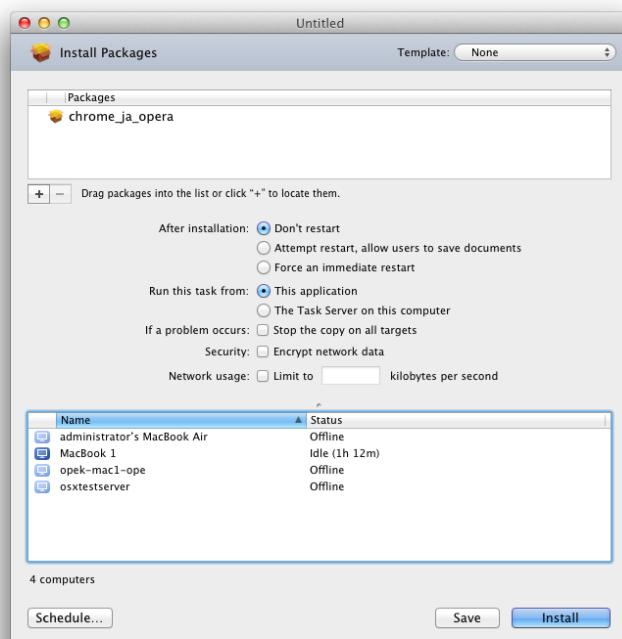 Untitled
Install Packages
Template: None
Packages
chrome_ja_opera
+ − Drag packages into the list or click “+” to locate them.
After installation: Don't restart
Attempt restart, allow users to save documents
Force an immediate restart
Run this task from: This application
The Task Server on this computer
If a problem occurs: Stop the copy on all targets
Security: Encrypt network data
Network usage: Limit to kilobytes per second
Name Status
administrator's MacBook Air Offline
MacBook 1 Idle (1h 12m)
opek-mac1-ope Offline
osxtestserver Offline
4 computers
Schedule... Save Install